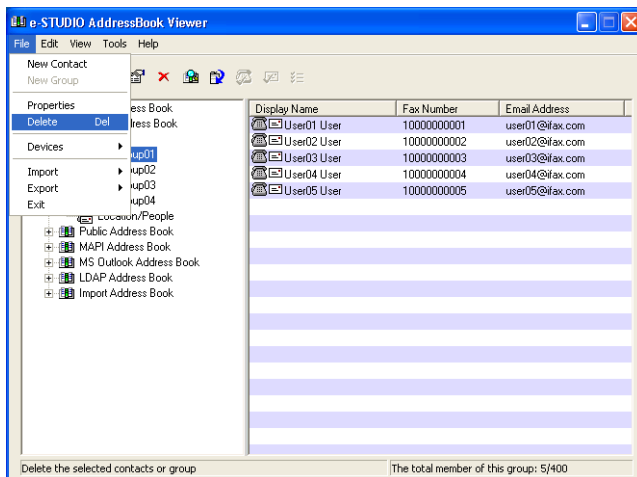 e-STUDIO AddressBook Viewer
File Edit View Tools Help
New Contact
New Group
Properties
Delete Del
Devices
Import
Export
Exit
ess Book
dress Book
up01
up02
up03
up04
Location/People
Public Address Book
MAPI Address Book
MS Outlook Address Book
LDAP Address Book
Import Address Book
Display Name Fax Number Email Address
User01 User 10000000001 user01@ifax.com
User02 User 10000000002 user02@ifax.com
User03 User 10000000003 user03@ifax.com
User04 User 10000000004 user04@ifax.com
User05 User 10000000005 user05@ifax.com
Delete the selected contacts or group The total member of this group: 5/400